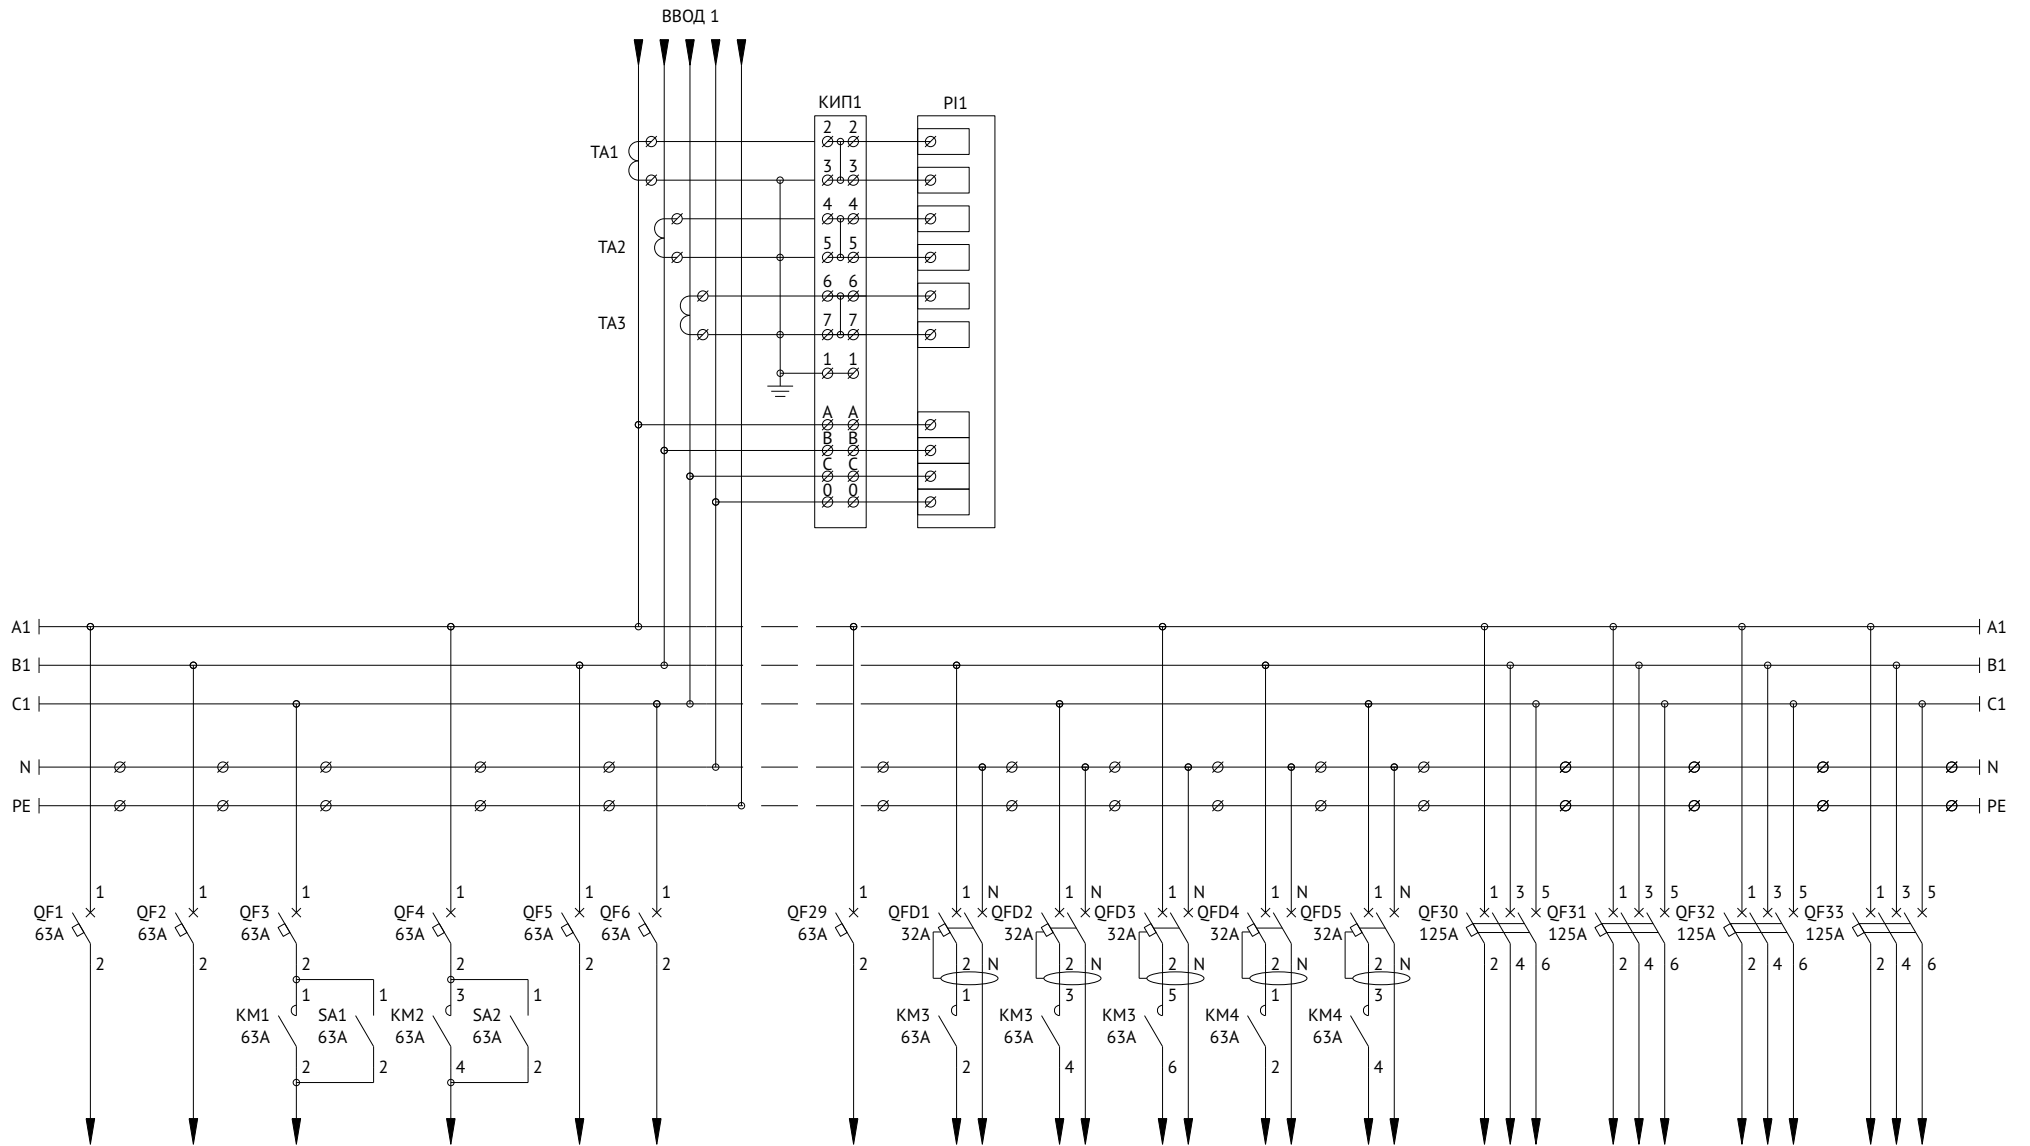 ВВОД 1
КИП1 PI1
2 2
TA1
3 3
4 4
TA2 5 5
6 6
TA3 7 7
1 1
A A
B B
C C
0 0
A1 A1
B1 B1
C1 C1
N N
PE PE
1 1 1 1 1 1 1 1 N 1 N 1 N 1 N 1 N 1 3 5 1 3 5 1 3 5 1 3 5
QF1 QF2 QF3 QF4 QF5 QF6 QF29 QFD1 QFD2 QFD3 QFD4 QFD5 QF30 QF31 QF32 QF33
63A 63A 63A 63A 63A 63A 63A 32A 32A 32A 32A 32A 125A 125A 125A 125A
2 2 2 2 2 2 2 2 N 2 N 2 N 2 N 2 N 2 4 6 2 4 6 2 4 6 2 4 6
1 1 3 1 1 3 5 1 3
KM1 SA1 KM2 SA2 KM3 KM3 KM3 KM4 KM4
63A 63A 63A 63A 63A 63A 63A 63A 63A
2 2 4 2 2 4 6 2 4